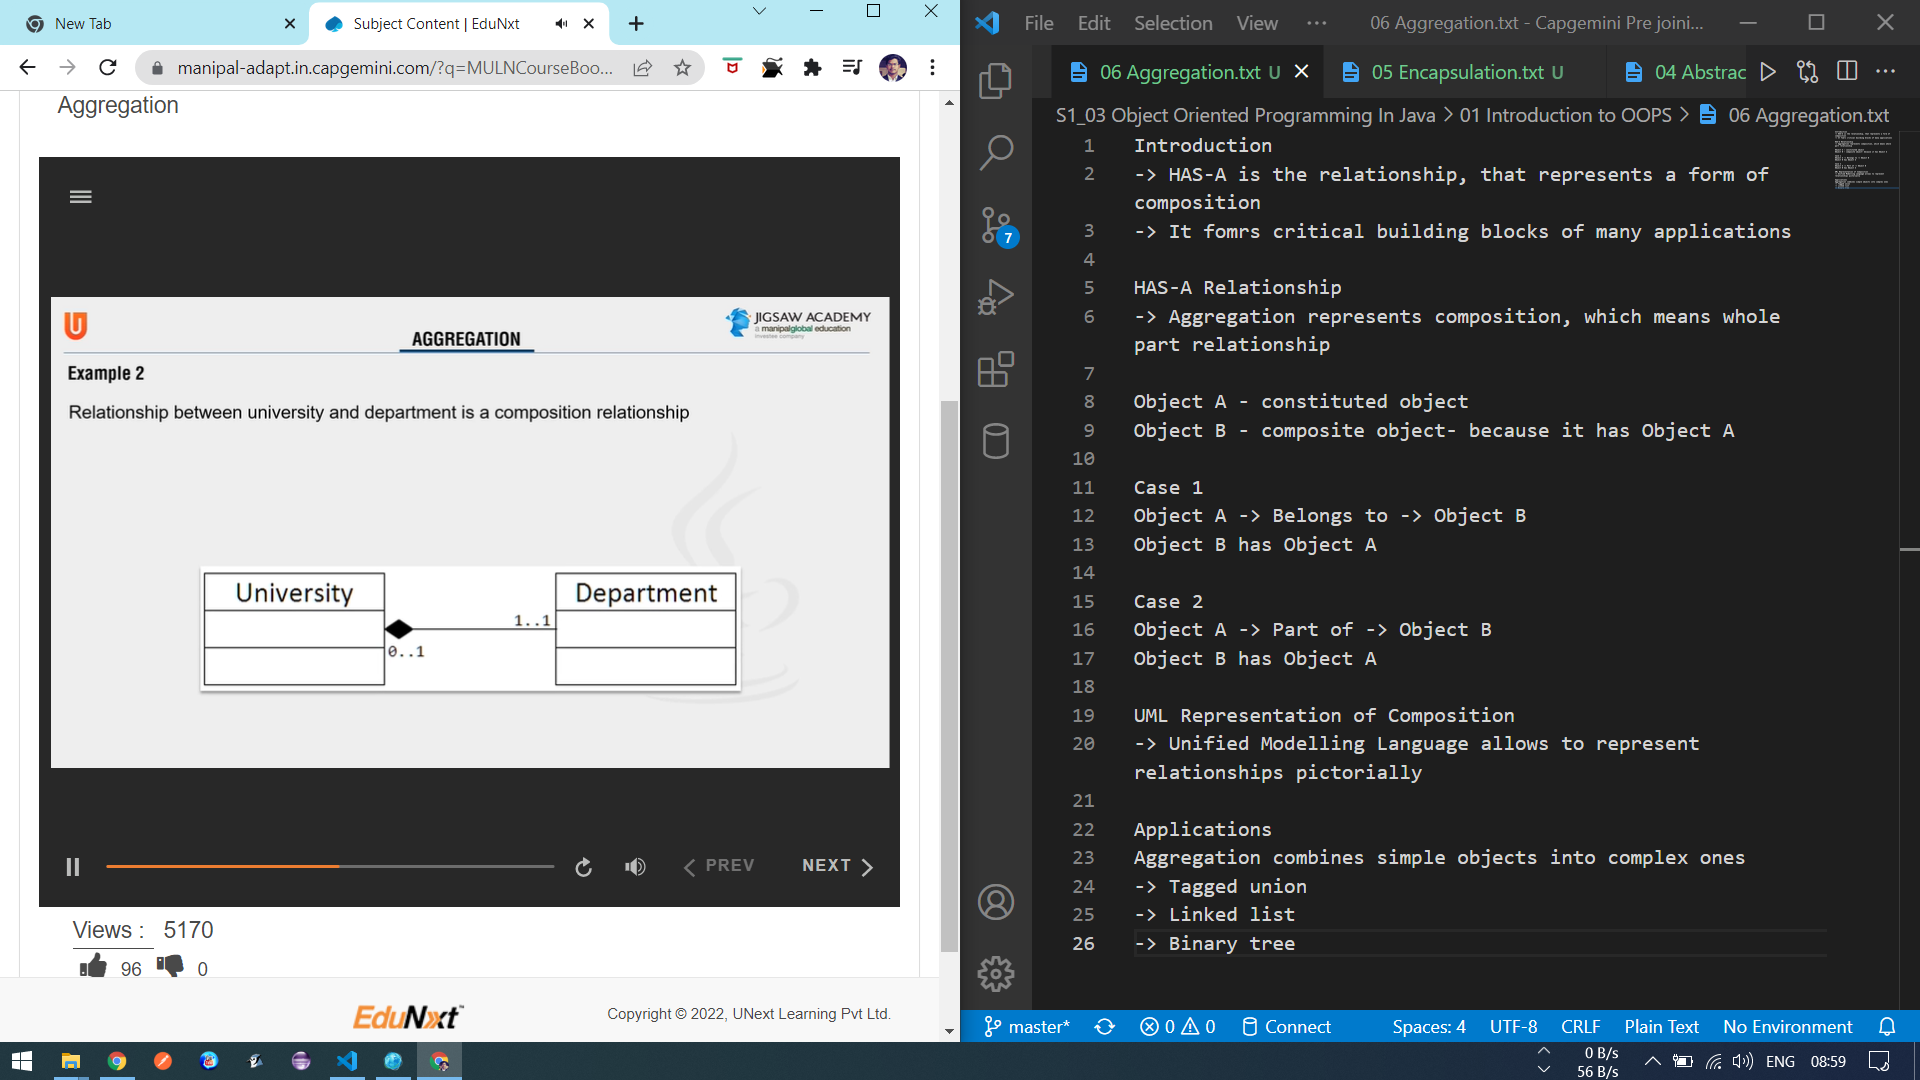 New Tab
Subject Content | EduNxt
manipal-adapt.in.capgemini.com/?q=MULNCourseBoo...
Aggregation
U
JIGSAW ACADEMY
a manipalglobal education
investee company
AGGREGATION
Example 2
Relationship between university and department is a composition relationship
University
Department
1..1
0..1
PREV
NEXT
Views : 5170
96
0
EduNxt™
Copyright © 2022, UNext Learning Pvt Ltd.
File Edit Selection View ··· 06 Aggregation.txt - Capgemini Pre joini...
06 Aggregation.txt U
05 Encapsulation.txt U
04 Abstrac
S1_03 Object Oriented Programming In Java > 01 Introduction to OOPS > 06 Aggregation.txt
7
1 Introduction
2 -> HAS-A is the relationship, that represents a form of
composition
3 -> It fomrs critical building blocks of many applications
4
5 HAS-A Relationship
6 -> Aggregation represents composition, which means whole
part relationship
7
8 Object A - constituted object
9 Object B - composite object- because it has Object A
10
11 Case 1
12 Object A -> Belongs to -> Object B
13 Object B has Object A
14
15 Case 2
16 Object A -> Part of -> Object B
17 Object B has Object A
18
19 UML Representation of Composition
20 -> Unified Modelling Language allows to represent
relationships pictorially
21
22 Applications
23 Aggregation combines simple objects into complex ones
24 -> Tagged union
25 -> Linked list
26 -> Binary tree
master* 0 0 Connect Spaces: 4 UTF-8 CRLF Plain Text No Environment
0 B/s
56 B/s
ENG 08:59